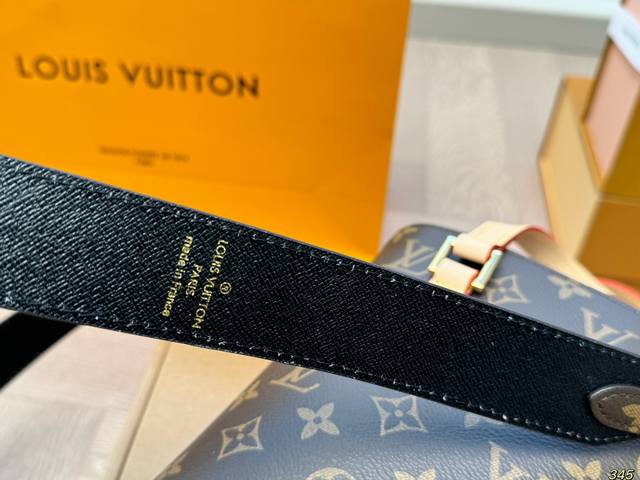 LOUIS VUITTON
®
LOUIS VUITTON
PARIS
made in France
345